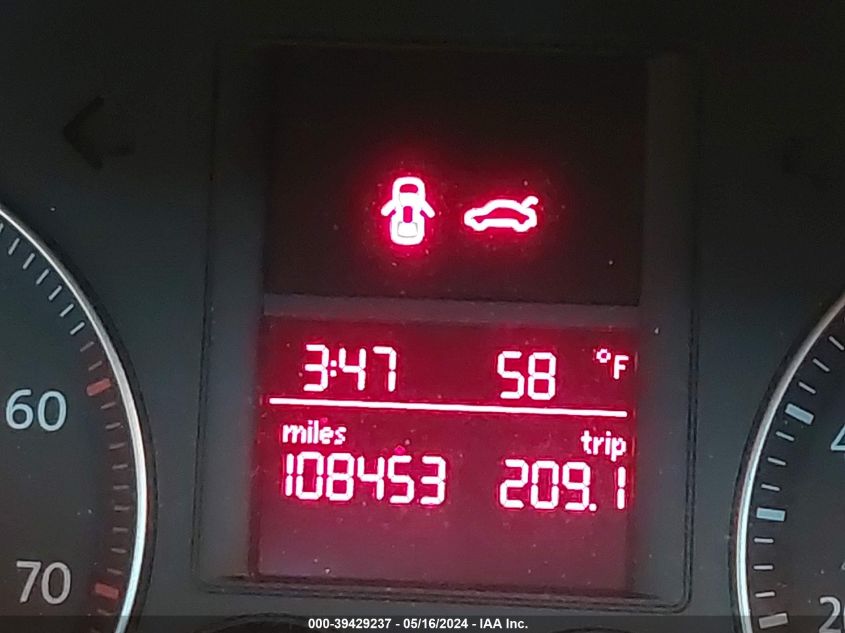 3:47 58 °F
miles trip
108453 209.1
60
70
000-39429237 - 05/16/2024 - IAA Inc.